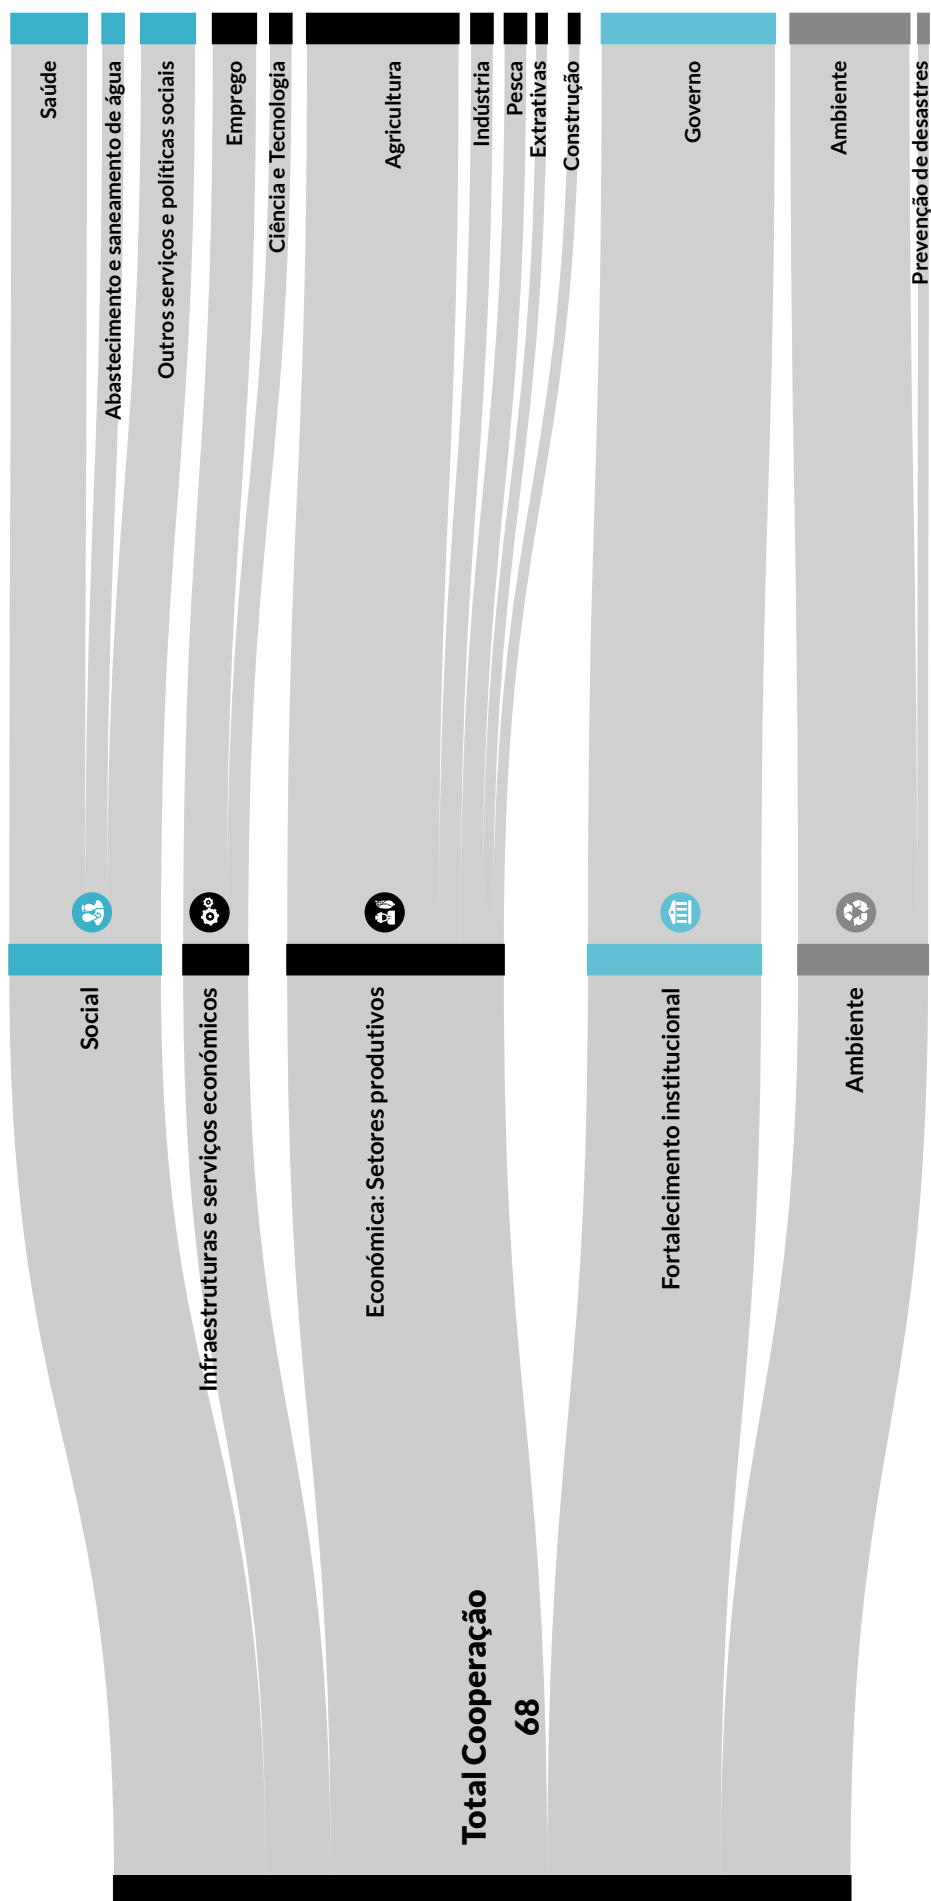 Saúde
Abastecimento e saneamento de água
Outros serviços e políticas sociais
Emprego
Ciência e Tecnologia
Agricultura
Indústria
Pesca
Extrativas
Construção
Governo
Ambiente
Prevenção de desastres
Social
Infraestruturas e serviços económicos
Económica: Setores produtivos
Fortalecimento institucional
Ambiente
Total Cooperação
68